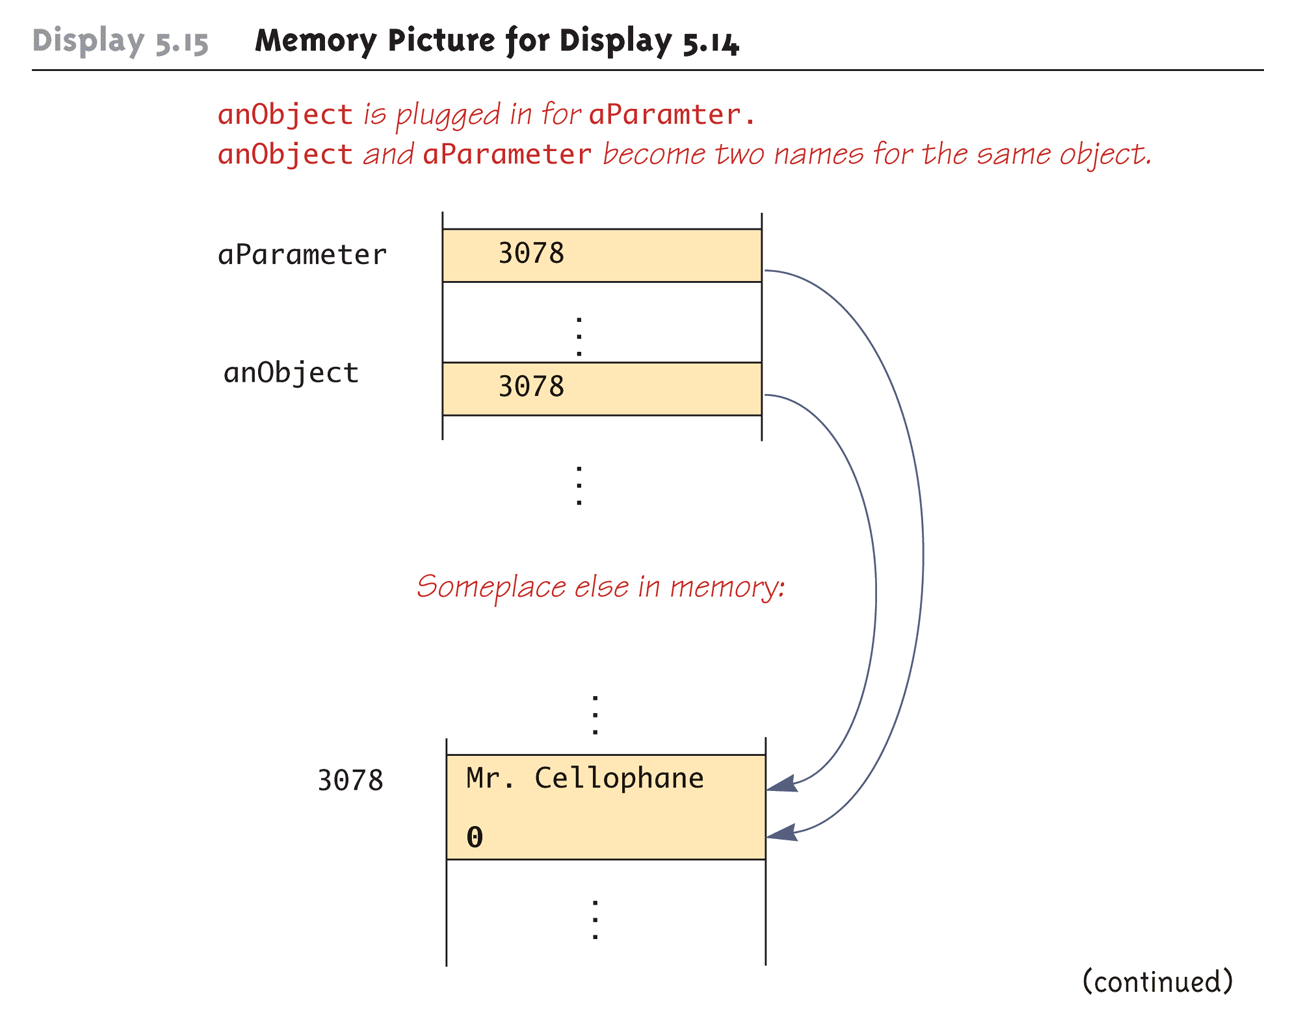 Display 5.15 Memory Picture for Display 5.14
anObject is plugged in for aParamter.
anObject and aParameter become two names for the same object.
aParameter 3078
anObject 3078
Someplace else in memory:
3078 Mr. Cellophane
0
(continued)